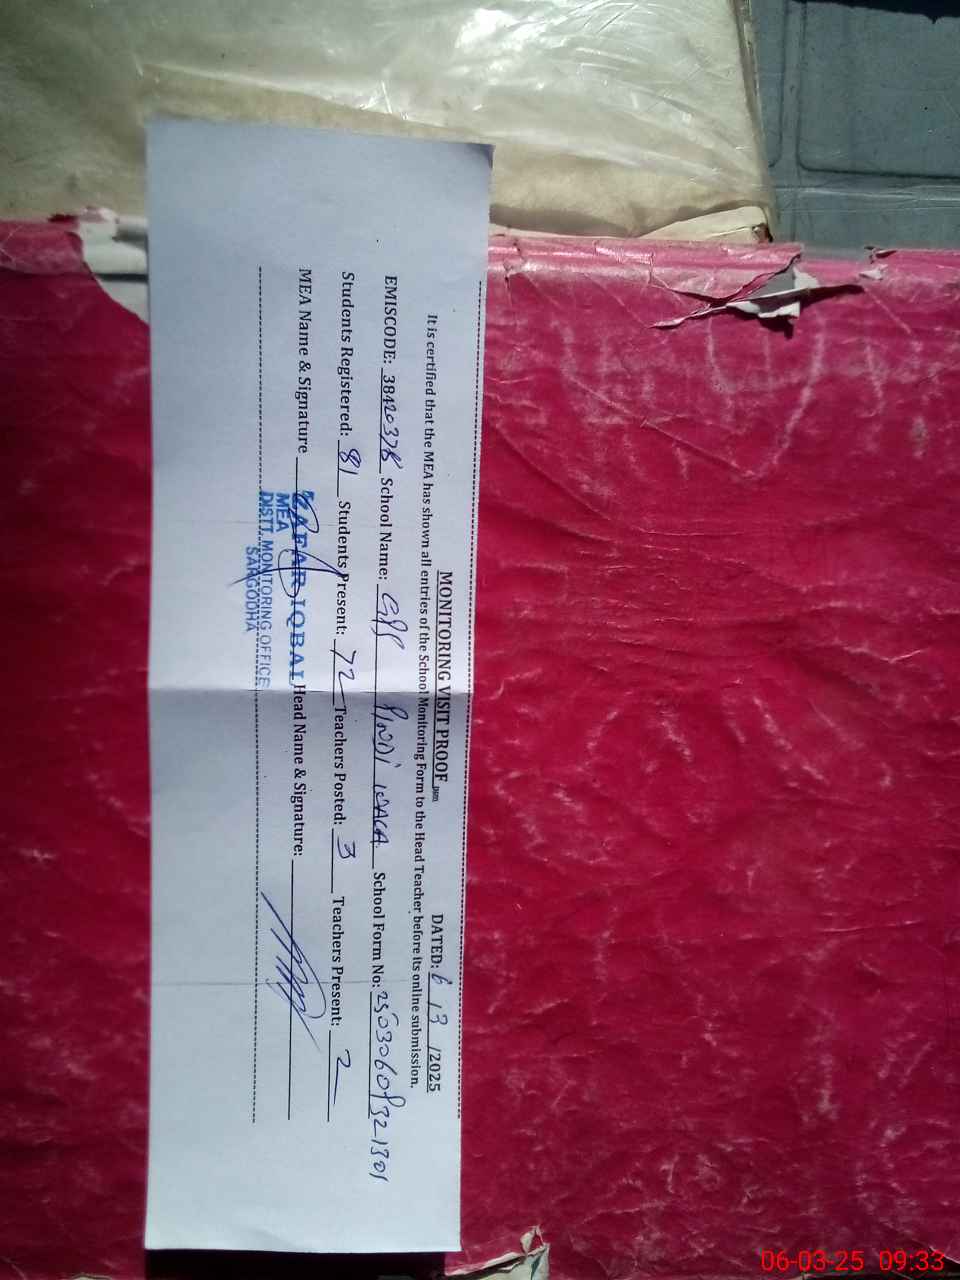 MONITORING VISIT PROOF DATED: 6 / 3 /2025
It is certified that the MEA has shown all entries of the School Monitoring Form to the Head Teacher before its online submission.
EMISCODE: 38420378 School Name: GPS PINDI School Form No:
Students Registered: 81 Students Present: 72 Teachers Posted: 3 Teachers Present: 2
MEA Name & Signature ZAFAR IQBAL Head Name & Signature:
MEA
DISTT. MONITORING OFFICE
SARGODHA
06-03-25 09:33